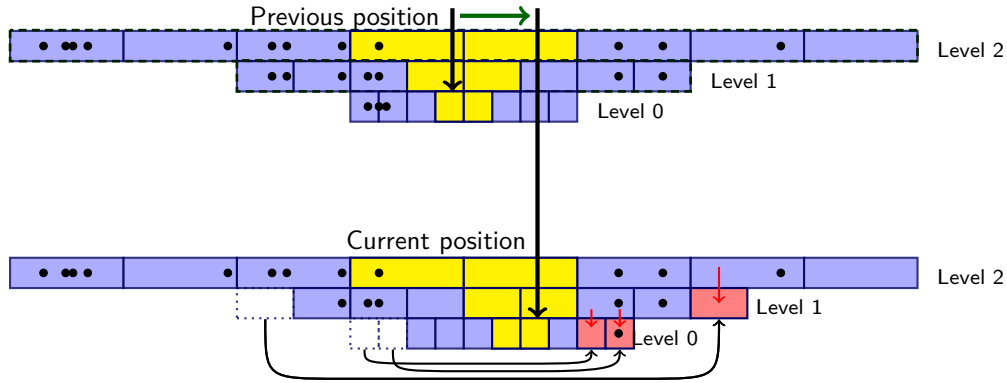 Previous position
Level 2
Level 1
Level 0
Current position
Level 2
Level 1
Level 0